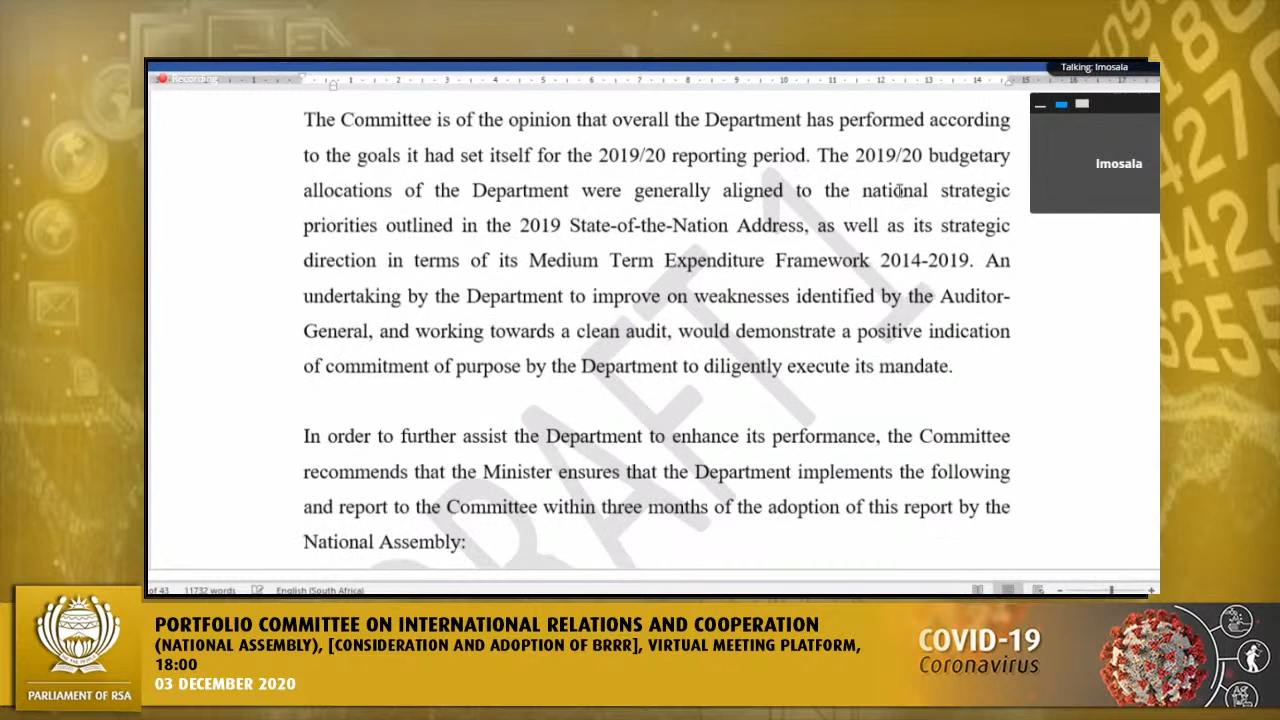 Recording
Talking: lmosala
lmosala
The Committee is of the opinion that overall the Department has performed according
to the goals it had set itself for the 2019/20 reporting period. The 2019/20 budgetary
allocations of the Department were generally aligned to the national strategic
priorities outlined in the 2019 State-of-the-Nation Address, as well as its strategic
direction in terms of its Medium Term Expenditure Framework 2014-2019. An
undertaking by the Department to improve on weaknesses identified by the Auditor-
General, and working towards a clean audit, would demonstrate a positive indication
of commitment of purpose by the Department to diligently execute its mandate.
In order to further assist the Department to enhance its performance, the Committee
recommends that the Minister ensures that the Department implements the following
and report to the Committee within three months of the adoption of this report by the
National Assembly:
DRAFT 1
of 43 11732 words English (South Africa)
PARLIAMENT OF RSA
PORTFOLIO COMMITTEE ON INTERNATIONAL RELATIONS AND COOPERATION
(NATIONAL ASSEMBLY), [CONSIDERATION AND ADOPTION OF BRRR], VIRTUAL MEETING PLATFORM,
18:00
03 DECEMBER 2020
COVID-19
Coronavirus